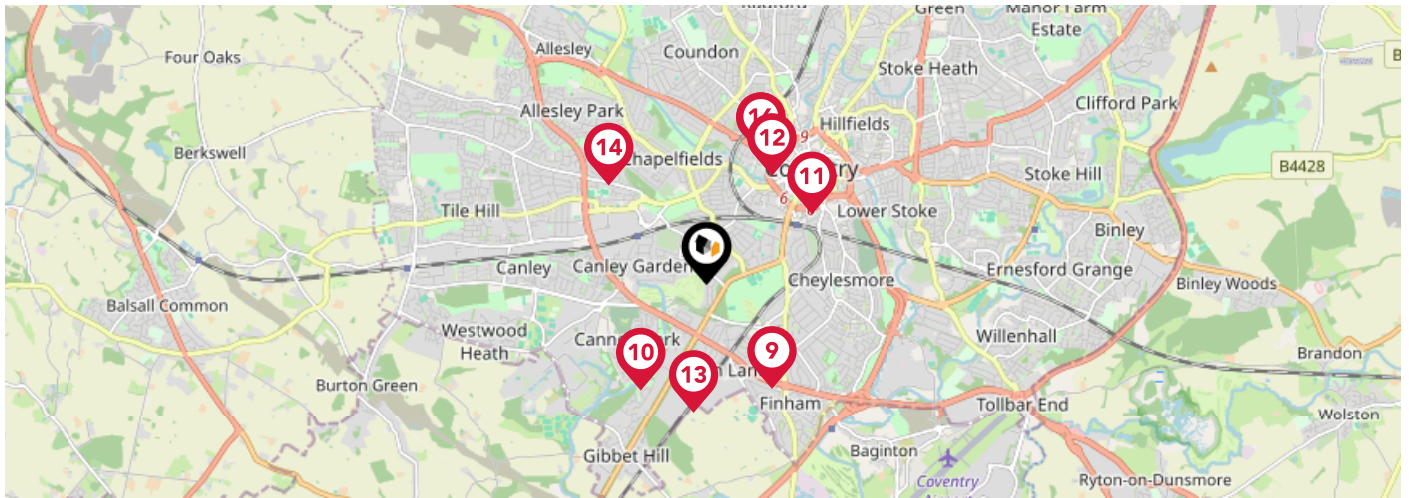 Green
Manor Farm
Estate
Allesley
Coundon
Four Oaks
Stoke Heath
Clifford Park
Allesley Park
Hillfields
9
12
14
Chapelfields
Berkswell
B4428
11
Stoke Hill
6
Tile Hill
Lower Stoke
Binley
Canley
Canley Garden
Cheylesmore
Ernesford Grange
Binley Woods
Balsall Common
Westwood
Heath
Willenhall
10
9
13
Brandon
Burton Green
Finham
Tollbar End
Wolston
Gibbet Hill
Baginton
Coventry
Ryton-on-Dunsmore